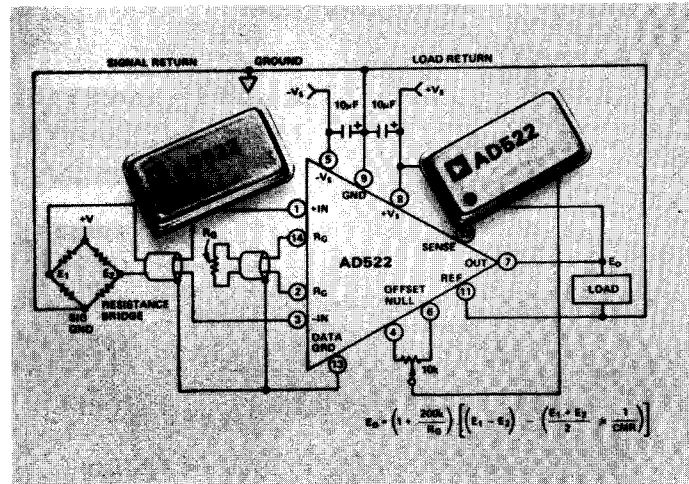 SIGNAL RETURN
GROUND
LOAD RETURN
-Vs
+Vs
10μF
10μF
AD522
5
9
8
-Vs
GND
+Vs
1
+IN
14
RG
RG
+V
E1
E2
RESISTANCE
BRIDGE
SIG
GND
AD522
SENSE
OUT
7
EO
2
RG
REF
11
LOAD
OFFSET
NULL
3
-IN
DATA
GRD
13
4
6
10k
EO = (1 + 200k/RG) [(E1 - E2) - (E1 + E2/2 1/CMR)]